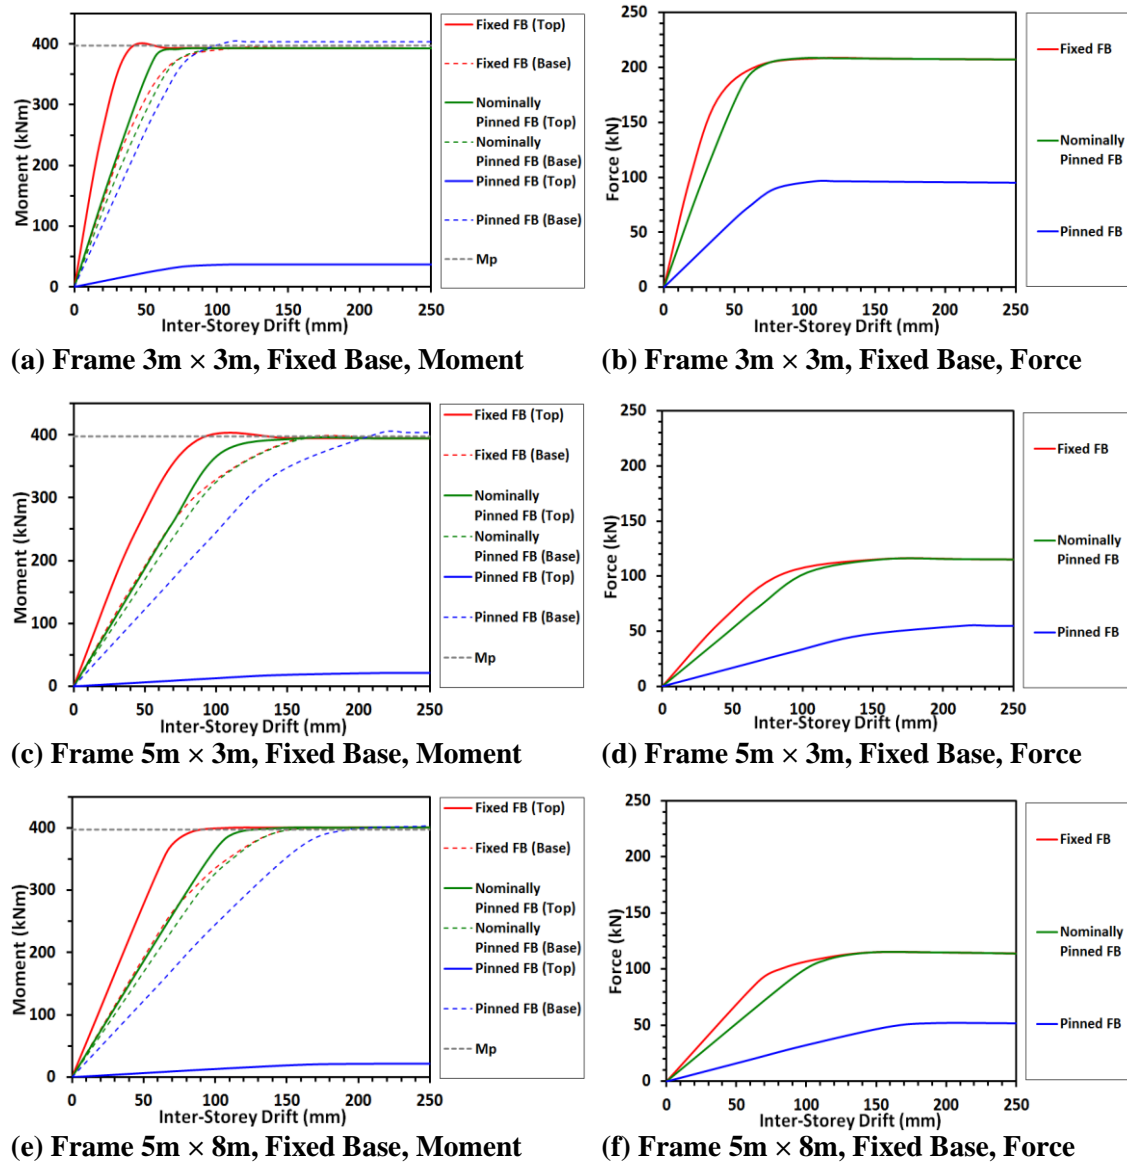 Moment (kNm)
400
300
200
100
0
0 50 100 150 200 250
Inter-Storey Drift (mm)
Fixed FB (Top)
Fixed FB (Base)
Nominally
Pinned FB (Top)
Nominally
Pinned FB (Base)
Pinned FB (Top)
Pinned FB (Base)
Mp
(a) Frame 3m × 3m, Fixed Base, Moment
Force (kN)
250
200
150
100
50
0
0 50 100 150 200 250
Inter-Storey Drift (mm)
Fixed FB
Nominally
Pinned FB
Pinned FB
(b) Frame 3m × 3m, Fixed Base, Force
Moment (kNm)
400
300
200
100
0
0 50 100 150 200 250
Inter-Storey Drift (mm)
Fixed FB (Top)
Fixed FB (Base)
Nominally
Pinned FB (Top)
Nominally
Pinned FB (Base)
Pinned FB (Top)
Pinned FB (Base)
Mp
(c) Frame 5m × 3m, Fixed Base, Moment
Force (kN)
250
200
150
100
50
0
0 50 100 150 200 250
Inter-Storey Drift (mm)
Fixed FB
Nominally
Pinned FB
Pinned FB
(d) Frame 5m × 3m, Fixed Base, Force
Moment (kNm)
400
300
200
100
0
0 50 100 150 200 250
Inter-Storey Drift (mm)
Fixed FB (Top)
Fixed FB (Base)
Nominally
Pinned FB (Top)
Nominally
Pinned FB (Base)
Pinned FB (Top)
Pinned FB (Base)
Mp
(e) Frame 5m × 8m, Fixed Base, Moment
Force (kN)
250
200
150
100
50
0
0 50 100 150 200 250
Inter-Storey Drift (mm)
Fixed FB
Nominally
Pinned FB
Pinned FB
(f) Frame 5m × 8m, Fixed Base, Force